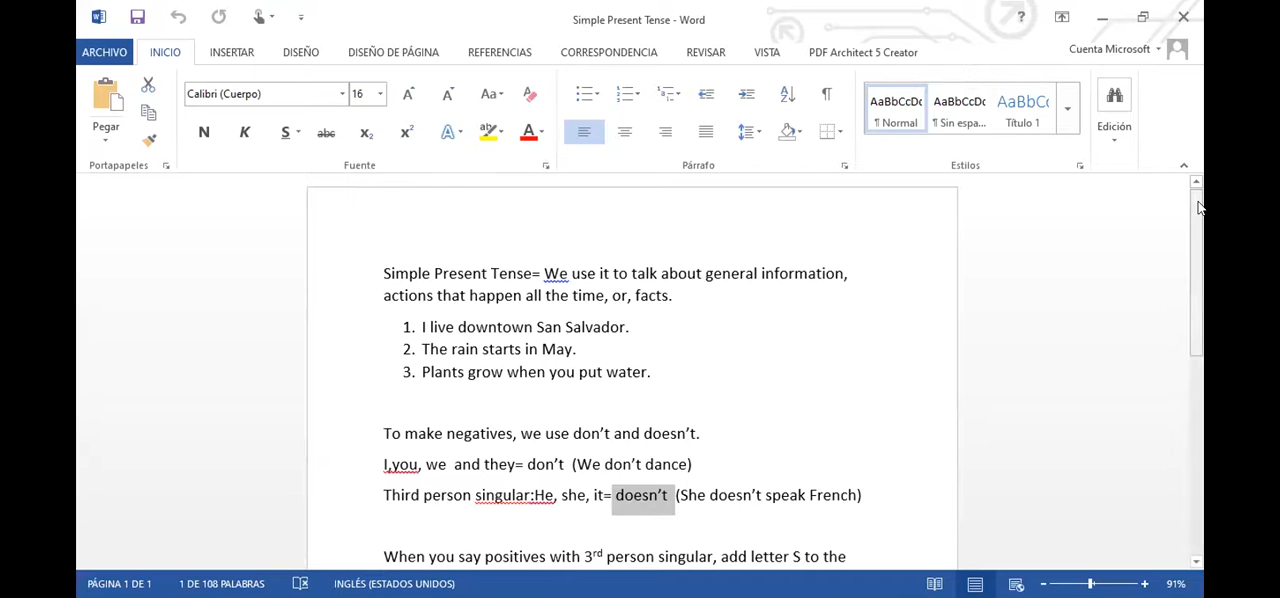 Simple Present Tense - Word
?
ARCHIVO INICIO INSERTAR DISEÑO DISEÑO DE PÁGINA REFERENCIAS CORRESPONDENCIA REVISAR VISTA PDF Architect 5 Creator Cuenta Microsoft
Pegar
Calibri (Cuerpo) 16 A A Aa
N K S abc x₂ x² A A
AaBbCcDc AaBbCcDc AaBbCc
¶ Normal ¶ Sin espa... Título 1
Edición
Portapapeles Fuente Párrafo Estilos
Simple Present Tense= We use it to talk about general information,
actions that happen all the time, or, facts.
1. I live downtown San Salvador.
2. The rain starts in May.
3. Plants grow when you put water.
To make negatives, we use don’t and doesn’t.
I,you, we and they= don’t (We don’t dance)
Third person singular:He, she, it= doesn’t (She doesn’t speak French)
When you say positives with 3rd person singular, add letter S to the
PÁGINA 1 DE 1 1 DE 108 PALABRAS INGLÉS (ESTADOS UNIDOS) 91%